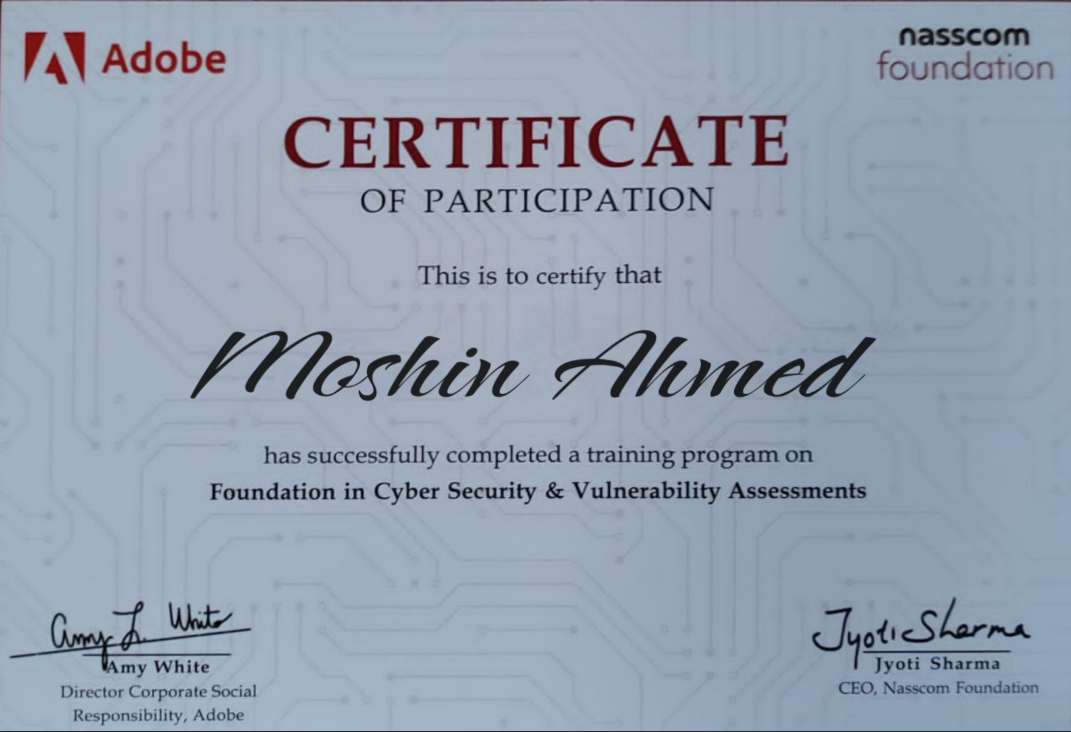 Adobe
nasscom
foundation
CERTIFICATE
OF PARTICIPATION
This is to certify that
Moshin Ahmed
has successfully completed a training program on
Foundation in Cyber Security & Vulnerability Assessments
Amy L. White
Amy White
Director Corporate Social
Responsibility, Adobe
Jyoti Sharma
Jyoti Sharma
CEO, Nasscom Foundation